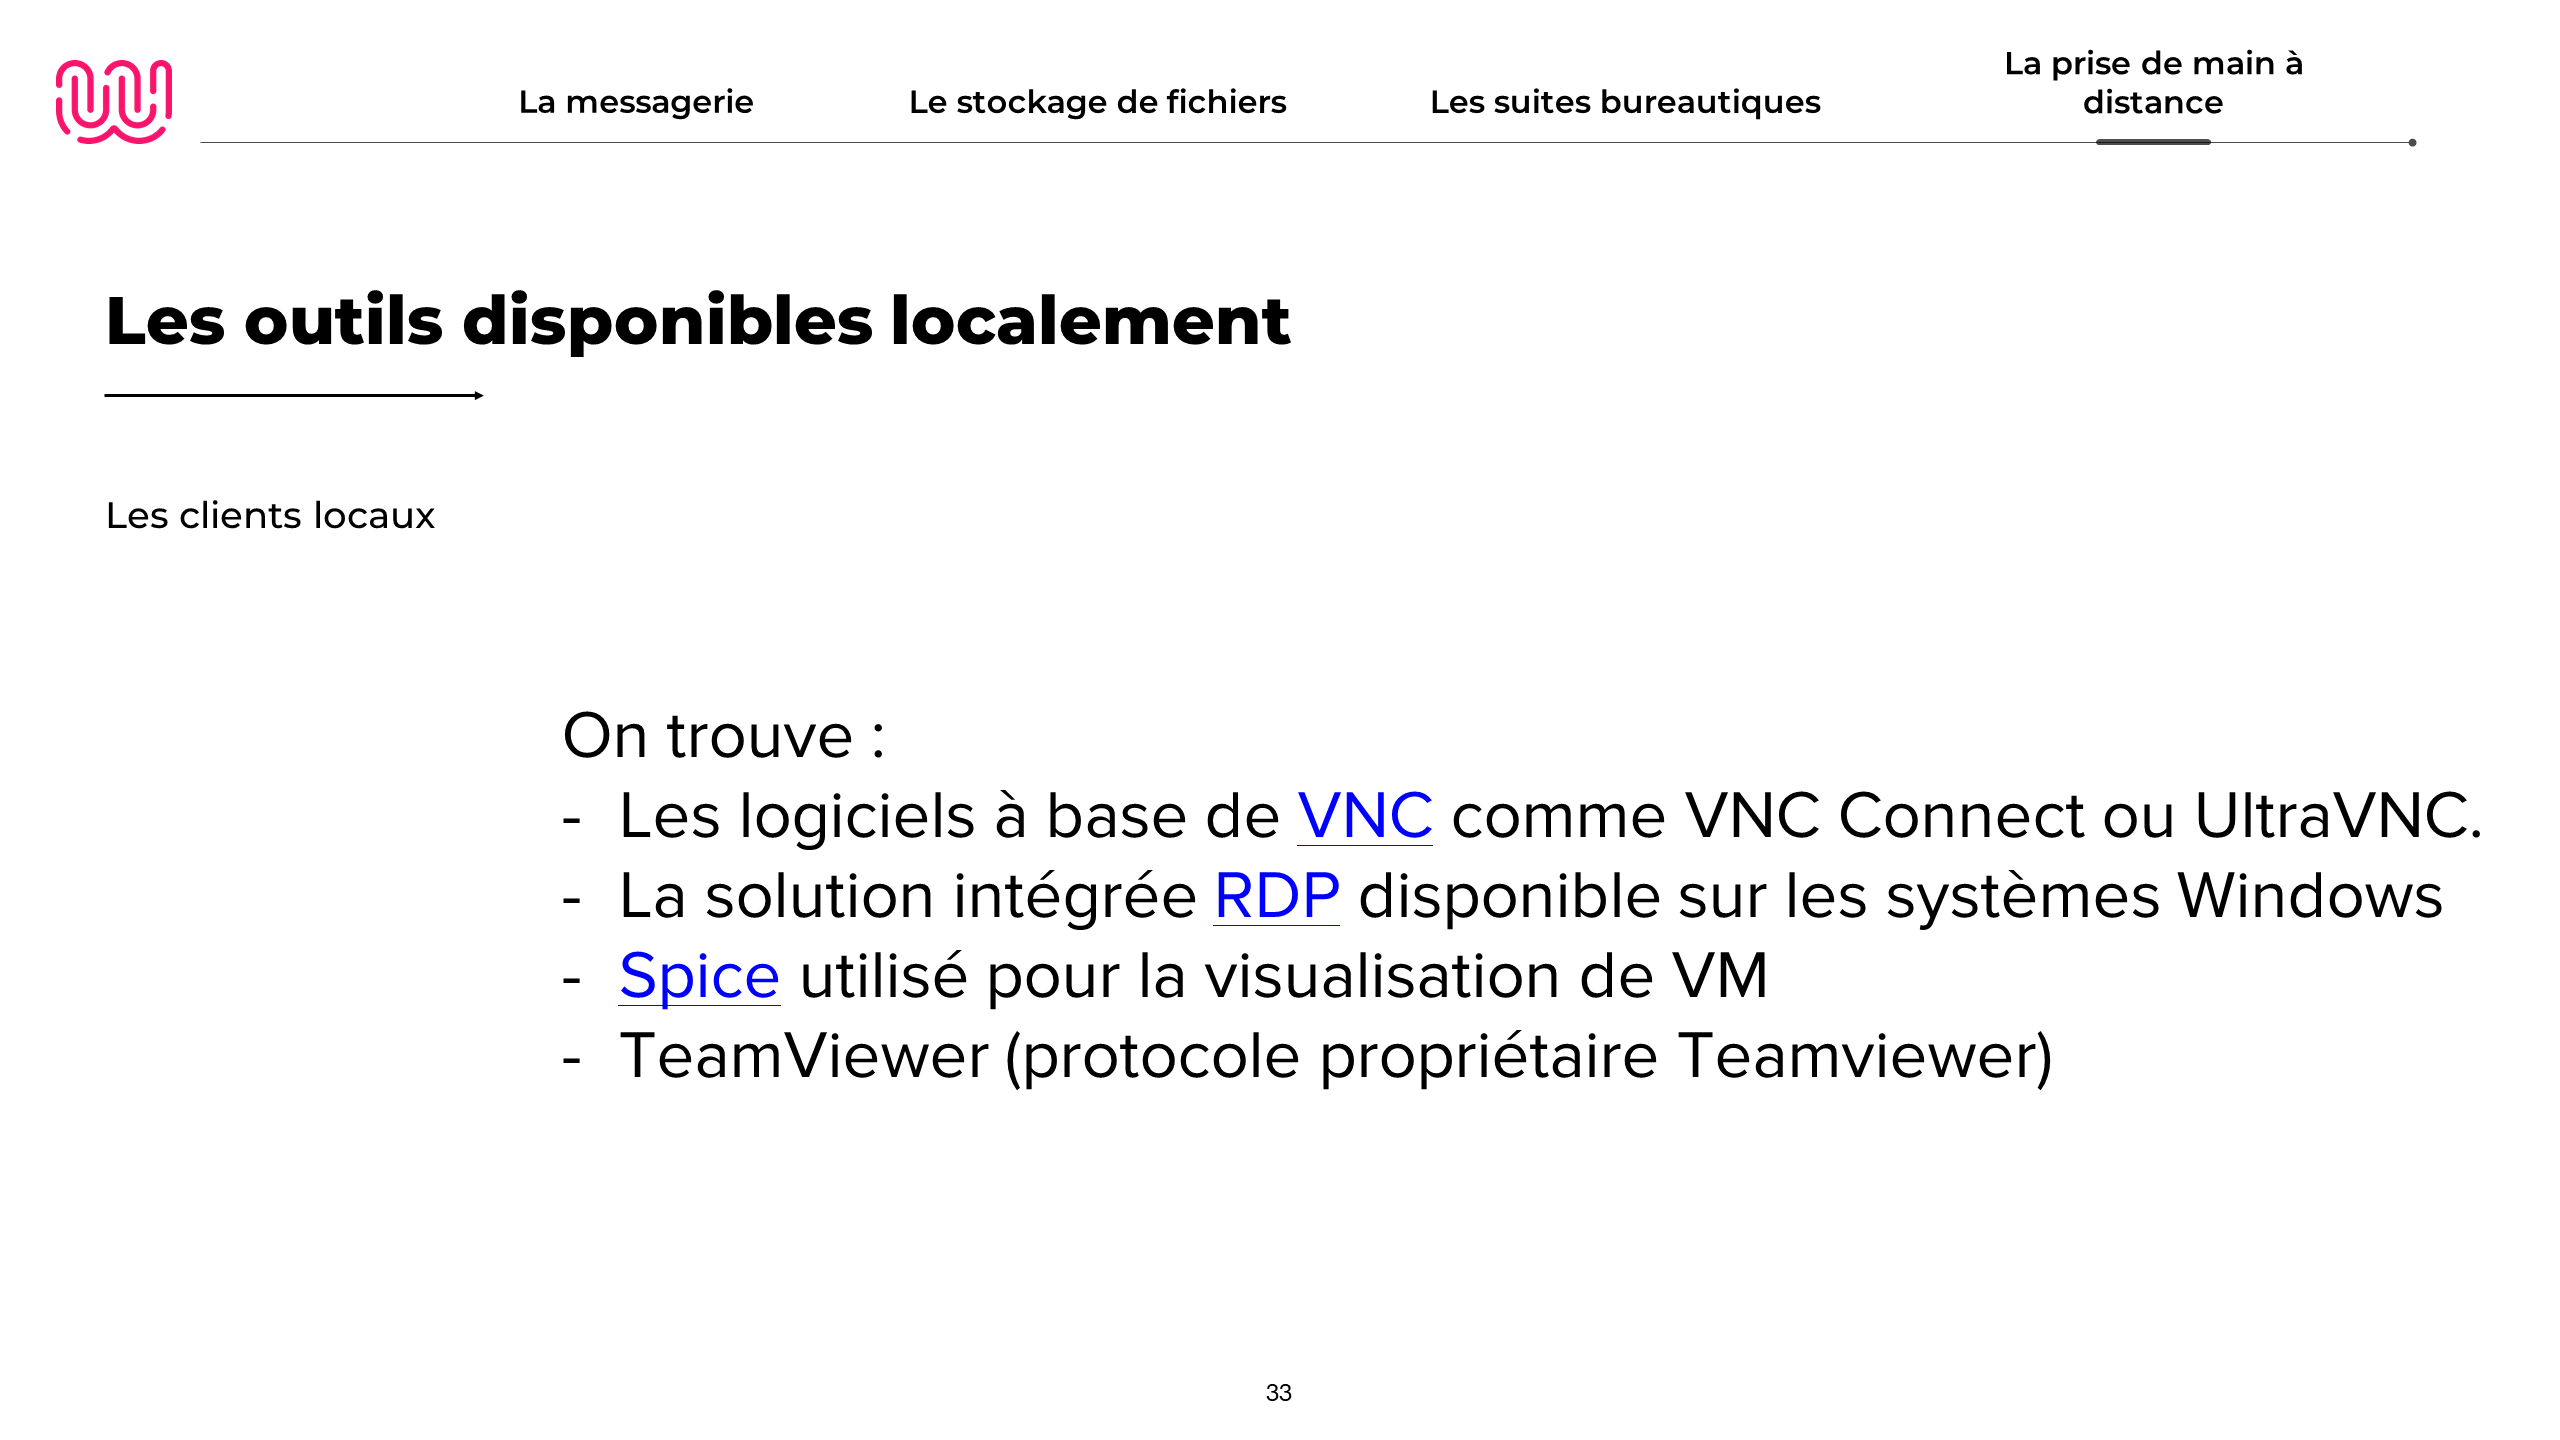 La messagerie
Le stockage de fichiers
Les suites bureautiques
La prise de main à
distance
Les outils disponibles localement
Les clients locaux
On trouve :
- Les logiciels à base de VNC comme VNC Connect ou UltraVNC.
- La solution intégrée RDP disponible sur les systèmes Windows
- Spice utilisé pour la visualisation de VM
- TeamViewer (protocole propriétaire Teamviewer)
33